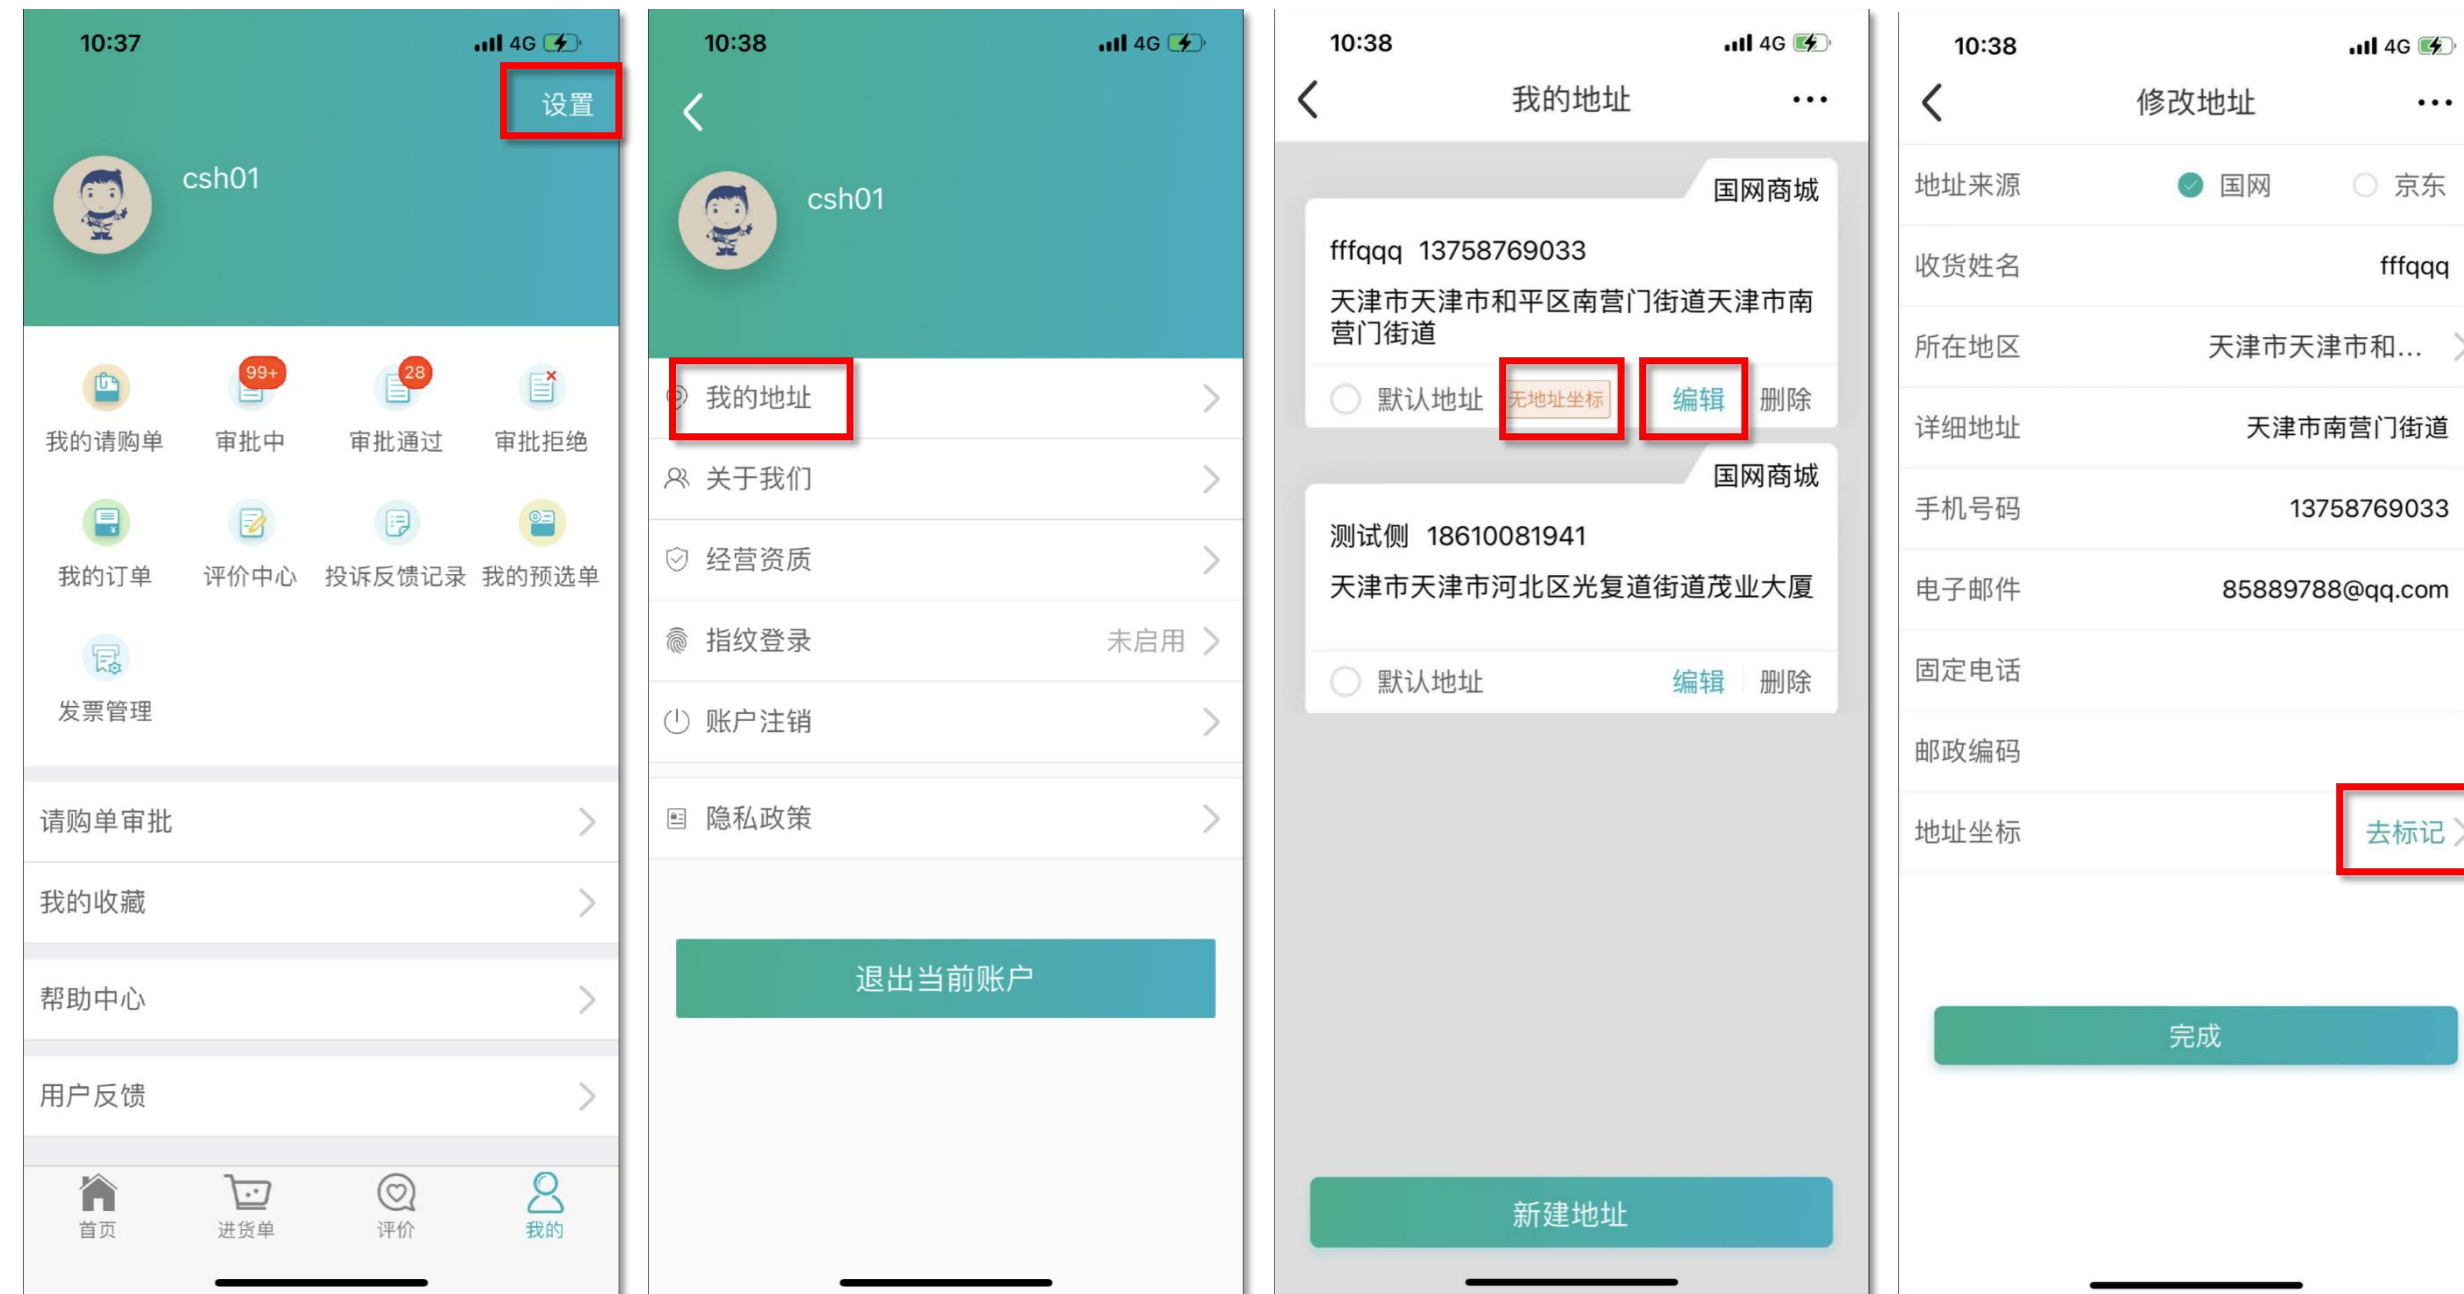 10:37
4G
设置
csh01
99+
28
我的请购单
审批中
审批通过
审批拒绝
我的订单
评价中心
投诉反馈记录
我的预选单
发票管理
请购单审批
我的收藏
帮助中心
用户反馈
首页
进货单
评价
我的
10:38
4G
csh01
我的地址
关于我们
经营资质
指纹登录
未启用
账户注销
隐私政策
退出当前账户
10:38
4G
我的地址
国网商城
fffqqq 13758769033
天津市天津市和平区南营门街道天津市南
营门街道
默认地址
无地址坐标
编辑
删除
国网商城
测试侧 18610081941
天津市天津市河北区光复道街道茂业大厦
默认地址
编辑
删除
新建地址
10:38
4G
修改地址
地址来源
国网
京东
收货姓名
fffqqq
所在地区
天津市天津市和...
详细地址
天津市南营门街道
手机号码
13758769033
电子邮件
85889788@qq.com
固定电话
邮政编码
地址坐标
去标记
完成